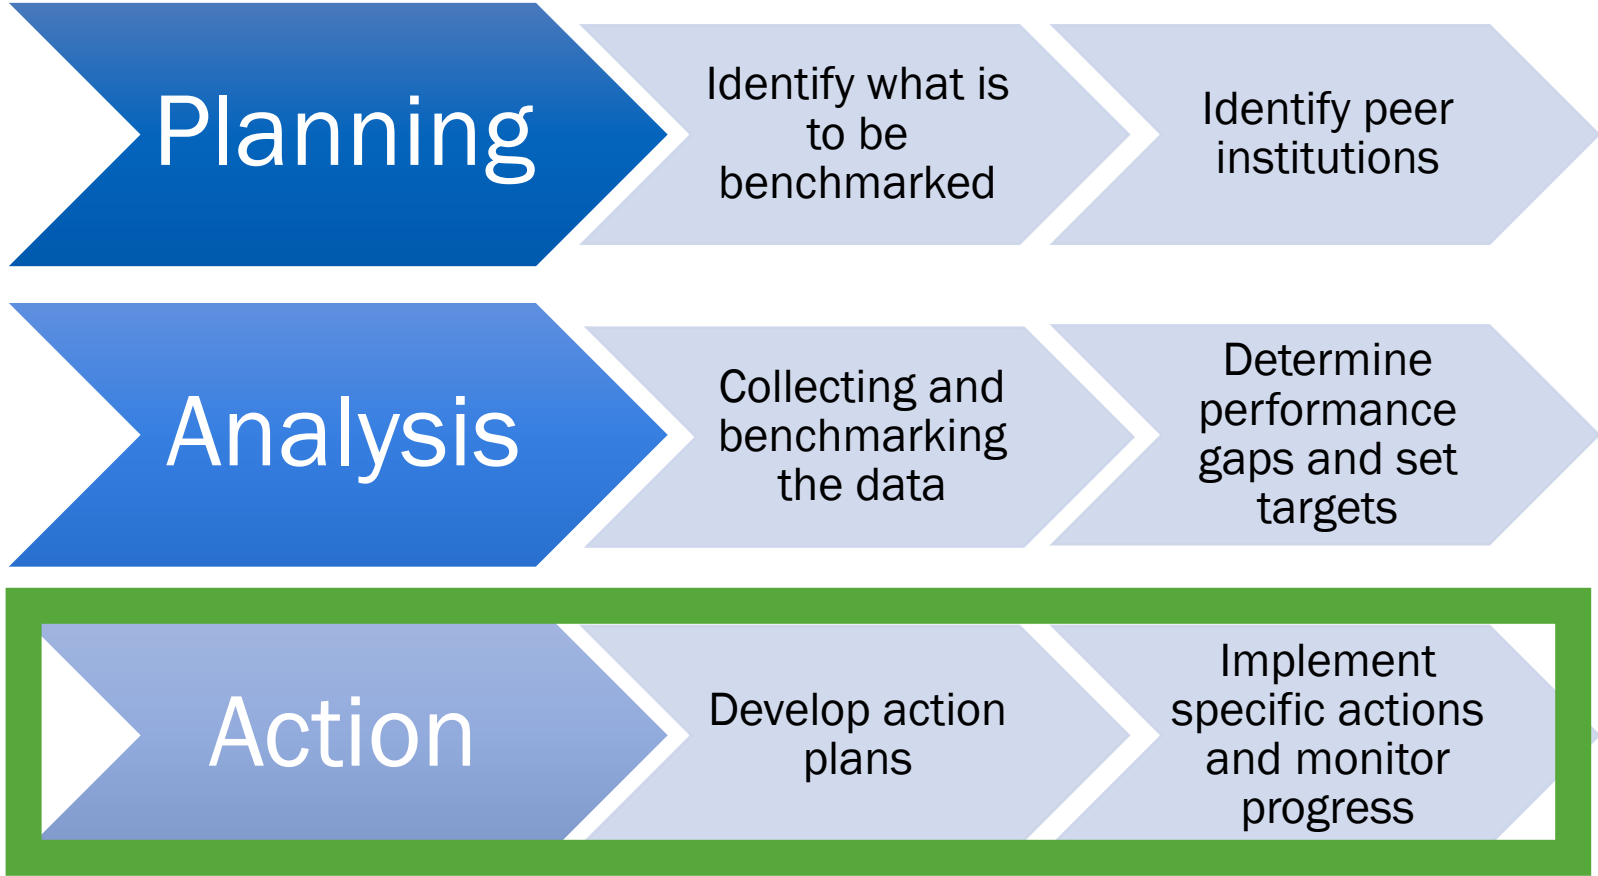 Planning
Identify what is
to be
benchmarked
Identify peer
institutions
Analysis
Collecting and
benchmarking
the data
Determine
performance
gaps and set
targets
Action
Develop action
plans
Implement
specific actions
and monitor
progress